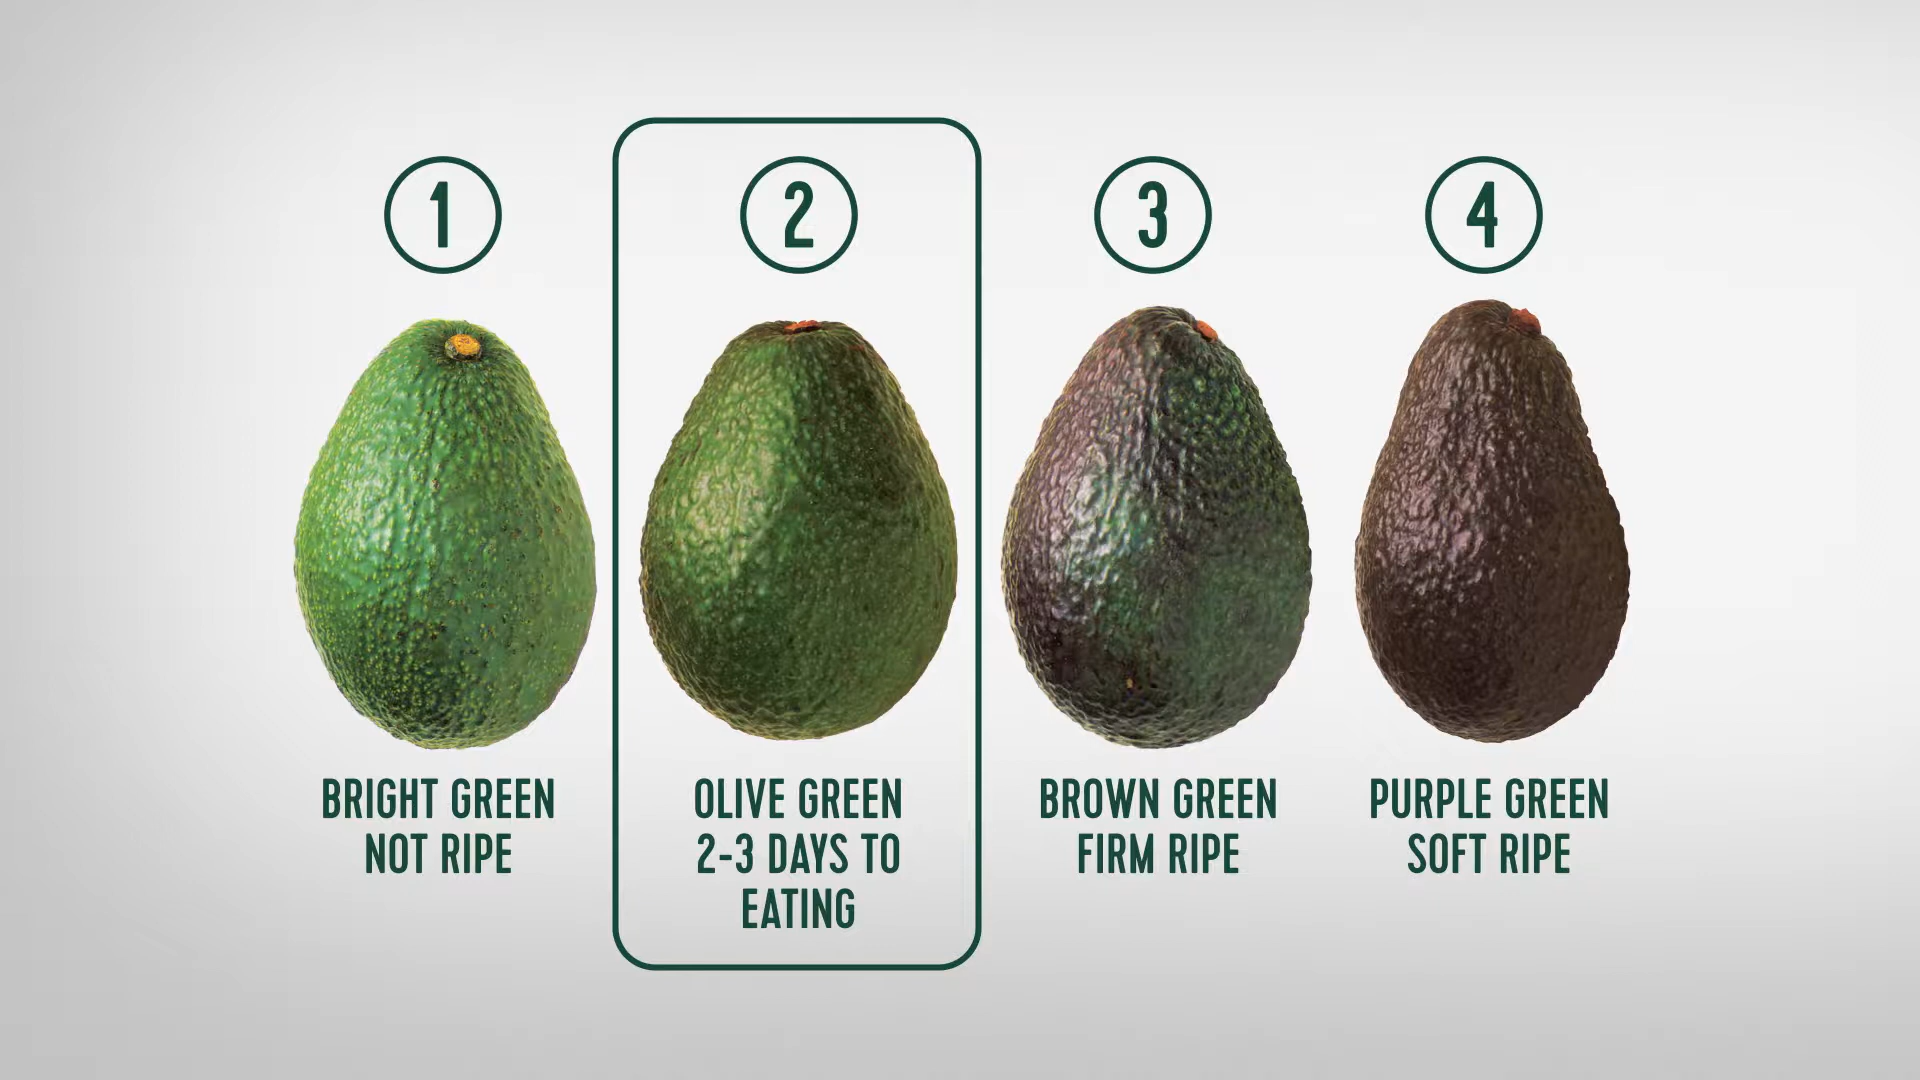 1
2
3
4
BRIGHT GREEN
NOT RIPE
OLIVE GREEN
2-3 DAYS TO
EATING
BROWN GREEN
FIRM RIPE
PURPLE GREEN
SOFT RIPE